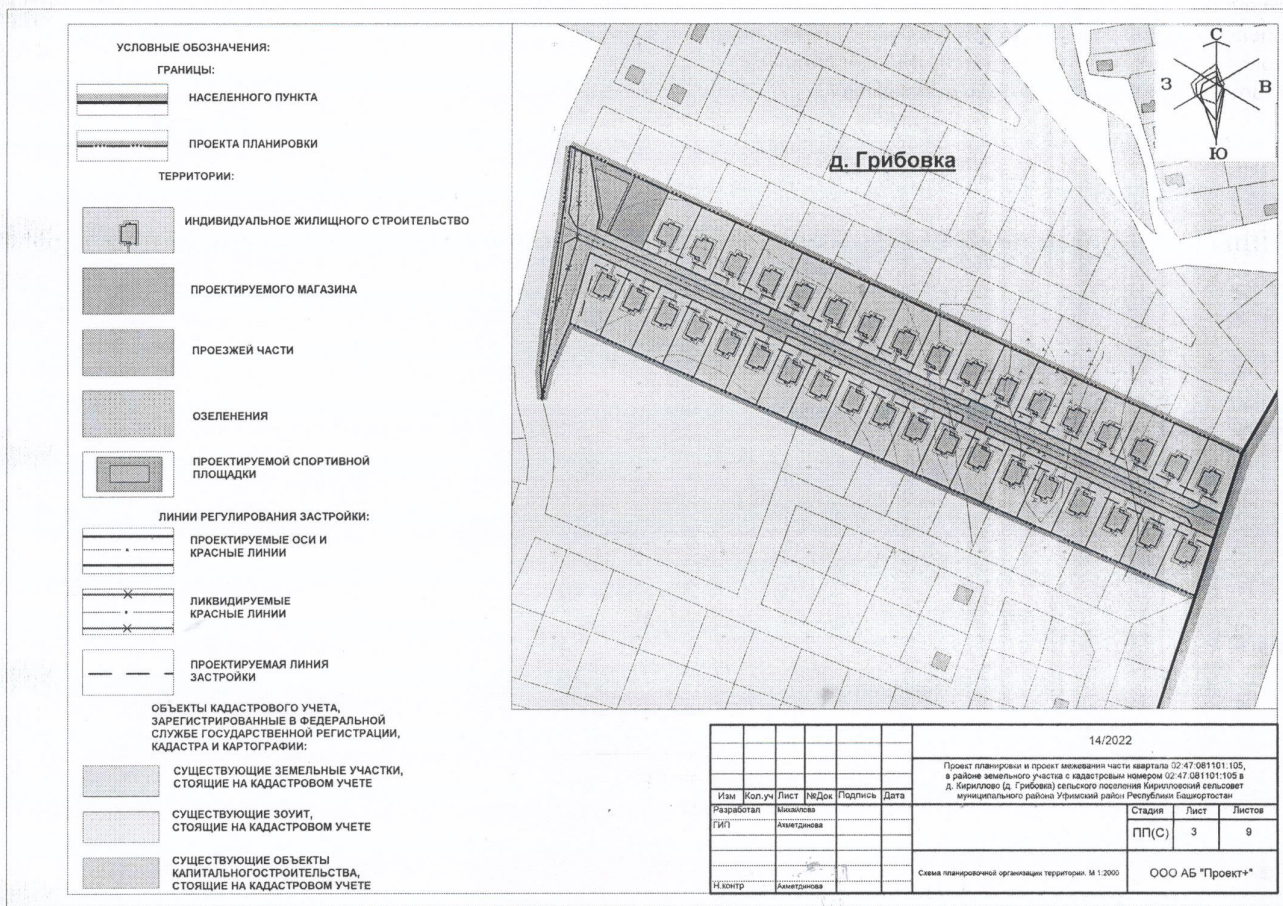 УСЛОВНЫЕ ОБОЗНАЧЕНИЯ:
ГРАНИЦЫ:
НАСЕЛЕННОГО ПУНКТА
ПРОЕКТА ПЛАНИРОВКИ
ТЕРРИТОРИИ:
ИНДИВИДУАЛЬНОЕ ЖИЛИЩНОГО СТРОИТЕЛЬСТВО
ПРОЕКТИРУЕМОГО МАГАЗИНА
ПРОЕЗЖЕЙ ЧАСТИ
ОЗЕЛЕНЕНИЯ
ПРОЕКТИРУЕМОЙ СПОРТИВНОЙ
ПЛОЩАДКИ
ЛИНИИ РЕГУЛИРОВАНИЯ ЗАСТРОЙКИ:
ПРОЕКТИРУЕМЫЕ ОСИ И
КРАСНЫЕ ЛИНИИ
ЛИКВИДИРУЕМЫЕ
КРАСНЫЕ ЛИНИИ
ПРОЕКТИРУЕМАЯ ЛИНИЯ
ЗАСТРОЙКИ
ОБЪЕКТЫ КАДАСТРОВОГО УЧЕТА,
ЗАРЕГИСТРИРОВАННЫЕ В ФЕДЕРАЛЬНОЙ
СЛУЖБЕ ГОСУДАРСТВЕННОЙ РЕГИСТРАЦИИ,
КАДАСТРА И КАРТОГРАФИИ:
СУЩЕСТВУЮЩИЕ ЗЕМЕЛЬНЫЕ УЧАСТКИ,
СТОЯЩИЕ НА КАДАСТРОВОМ УЧЕТЕ
СУЩЕСТВУЮЩИЕ ЗОУИТ,
СТОЯЩИЕ НА КАДАСТРОВОМ УЧЕТЕ
СУЩЕСТВУЮЩИЕ ОБЪЕКТЫ
КАПИТАЛЬНОГОСТРОИТЕЛЬСТВА,
СТОЯЩИЕ НА КАДАСТРОВОМ УЧЕТЕ
д. Грибовка
С
З
В
Ю
14/2022
Проект планировки и проект межевания части квартала 02:47:081101:105,
в районе земельного участка с кадастровым номером 02:47:081101:105 в
д. Кириллово (д. Грибовка) сельского поселения Кирилловский сельсовет
муниципального района Уфимский район Республики Башкортостан
Изм Кол.уч Лист №Док Подпись Дата
Разработал Михайлова
ГИП Ахметдинова
Н.контр Ахметдинова
Стадия Лист Листов
ПП(С) 3 9
Схема планировочной организации территории. М 1:2000
ООО АБ "Проект+"